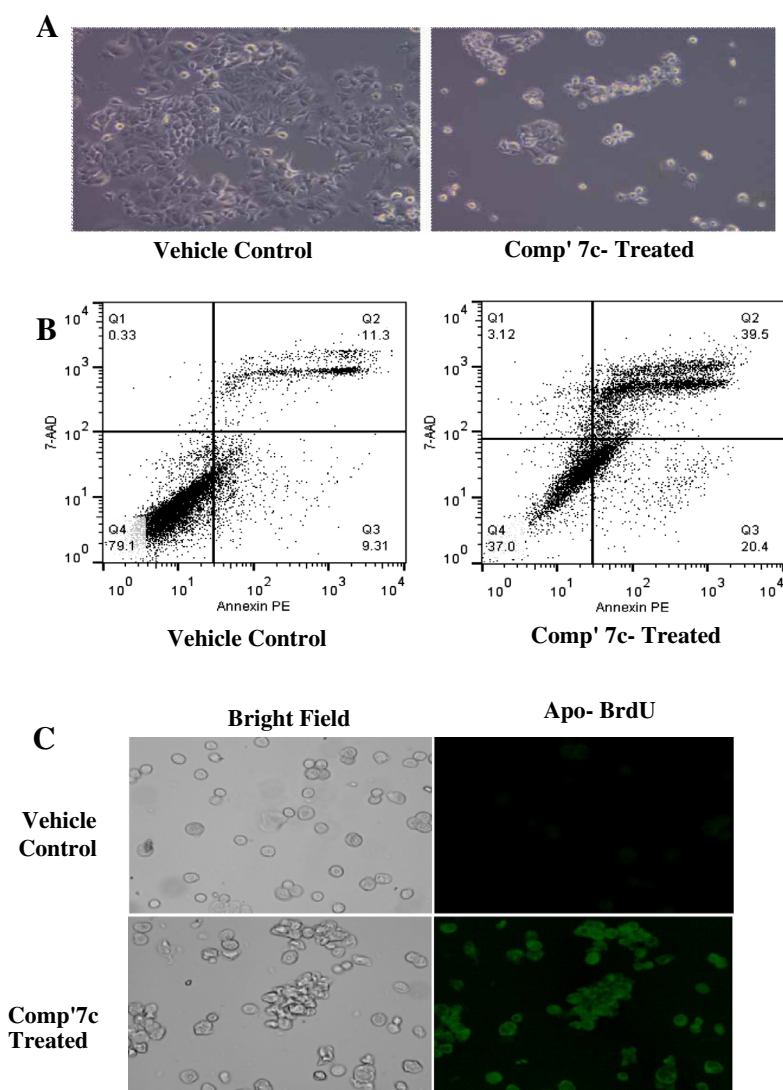 A
Vehicle Control Comp' 7c- Treated
B
Q1 0.33
Q2 11.3
Q4 79.1
Q3 9.31
7-AAD
10^4
10^3
10^2
10^1
10^0
10^0 10^1 10^2 10^3 10^4
Annexin PE
Vehicle Control
Q1 3.12
Q2 39.5
Q4 37.0
Q3 20.4
7-AAD
10^4
10^3
10^2
10^1
10^0
10^0 10^1 10^2 10^3 10^4
Annexin PE
Comp' 7c- Treated
C
Bright Field Apo- BrdU
Vehicle
Control
Comp'7c
Treated